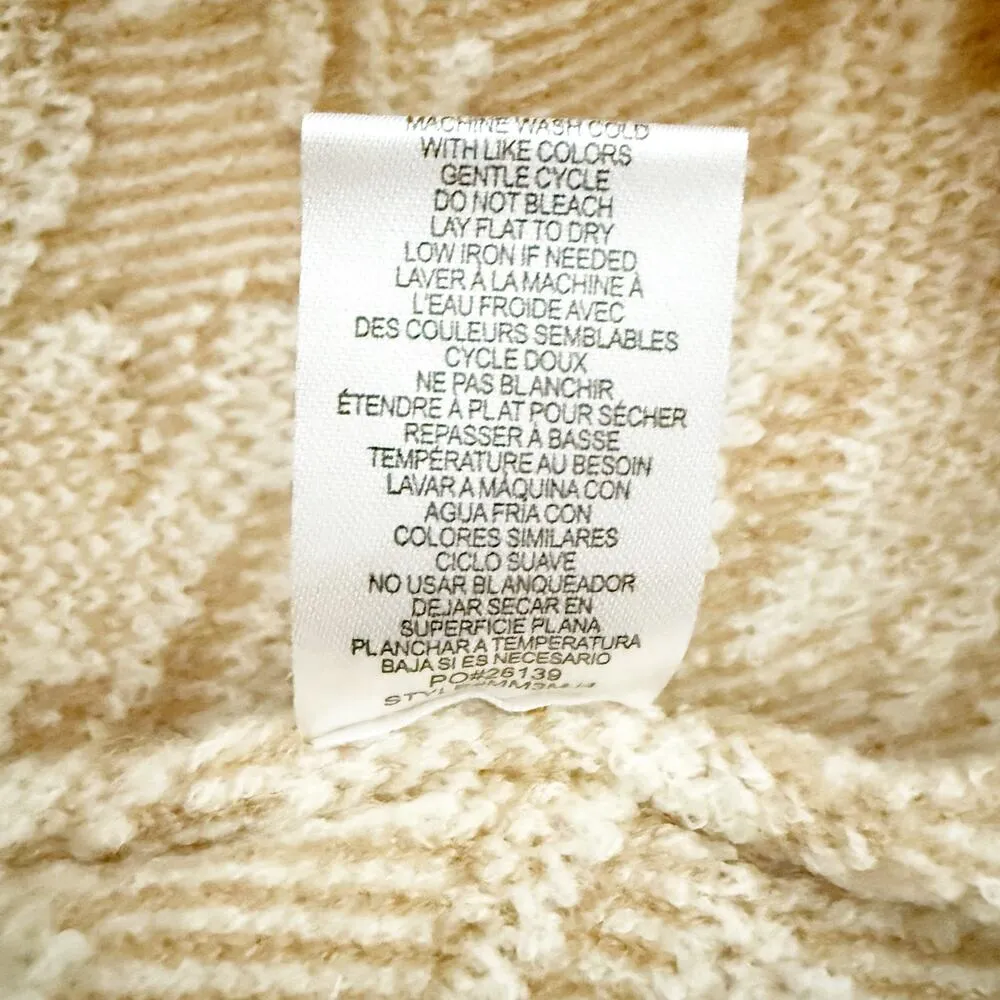 MACHINE WASH COLD
WITH LIKE COLORS
GENTLE CYCLE
DO NOT BLEACH
LAY FLAT TO DRY
LOW IRON IF NEEDED
LAVER À LA MACHINE À
L'EAU FROIDE AVEC
DES COULEURS SEMBLABLES
CYCLE DOUX
NE PAS BLANCHIR
ÉTENDRE À PLAT POUR SÉCHER
REPASSER À BASSE
TEMPÉRATURE AU BESOIN
LAVAR A MÁQUINA CON
AGUA FRÍA CON
COLORES SIMILARES
CICLO SUAVE
NO USAR BLANQUEADOR
DEJAR SECAR EN
SUPERFICIE PLANA
PLANCHAR A TEMPERATURA
BAJA SI ES NECESARIO
PO#26139